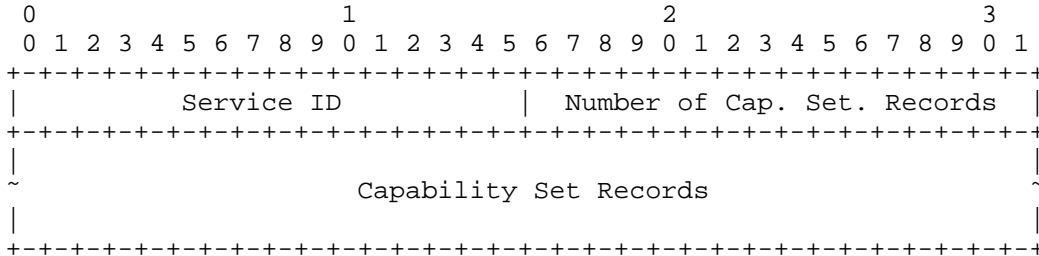 0                   1                   2                   3
 0 1 2 3 4 5 6 7 8 9 0 1 2 3 4 5 6 7 8 9 0 1 2 3 4 5 6 7 8 9 0 1
+-+-+-+-+-+-+-+-+-+-+-+-+-+-+-+-+-+-+-+-+-+-+-+-+-+-+-+-+-+-+-+-+
|          Service ID           |  Number of Cap. Set. Records  |
+-+-+-+-+-+-+-+-+-+-+-+-+-+-+-+-+-+-+-+-+-+-+-+-+-+-+-+-+-+-+-+-+
|                                                               |
~                     Capability Set Records                    ~
|                                                               |
+-+-+-+-+-+-+-+-+-+-+-+-+-+-+-+-+-+-+-+-+-+-+-+-+-+-+-+-+-+-+-+-+